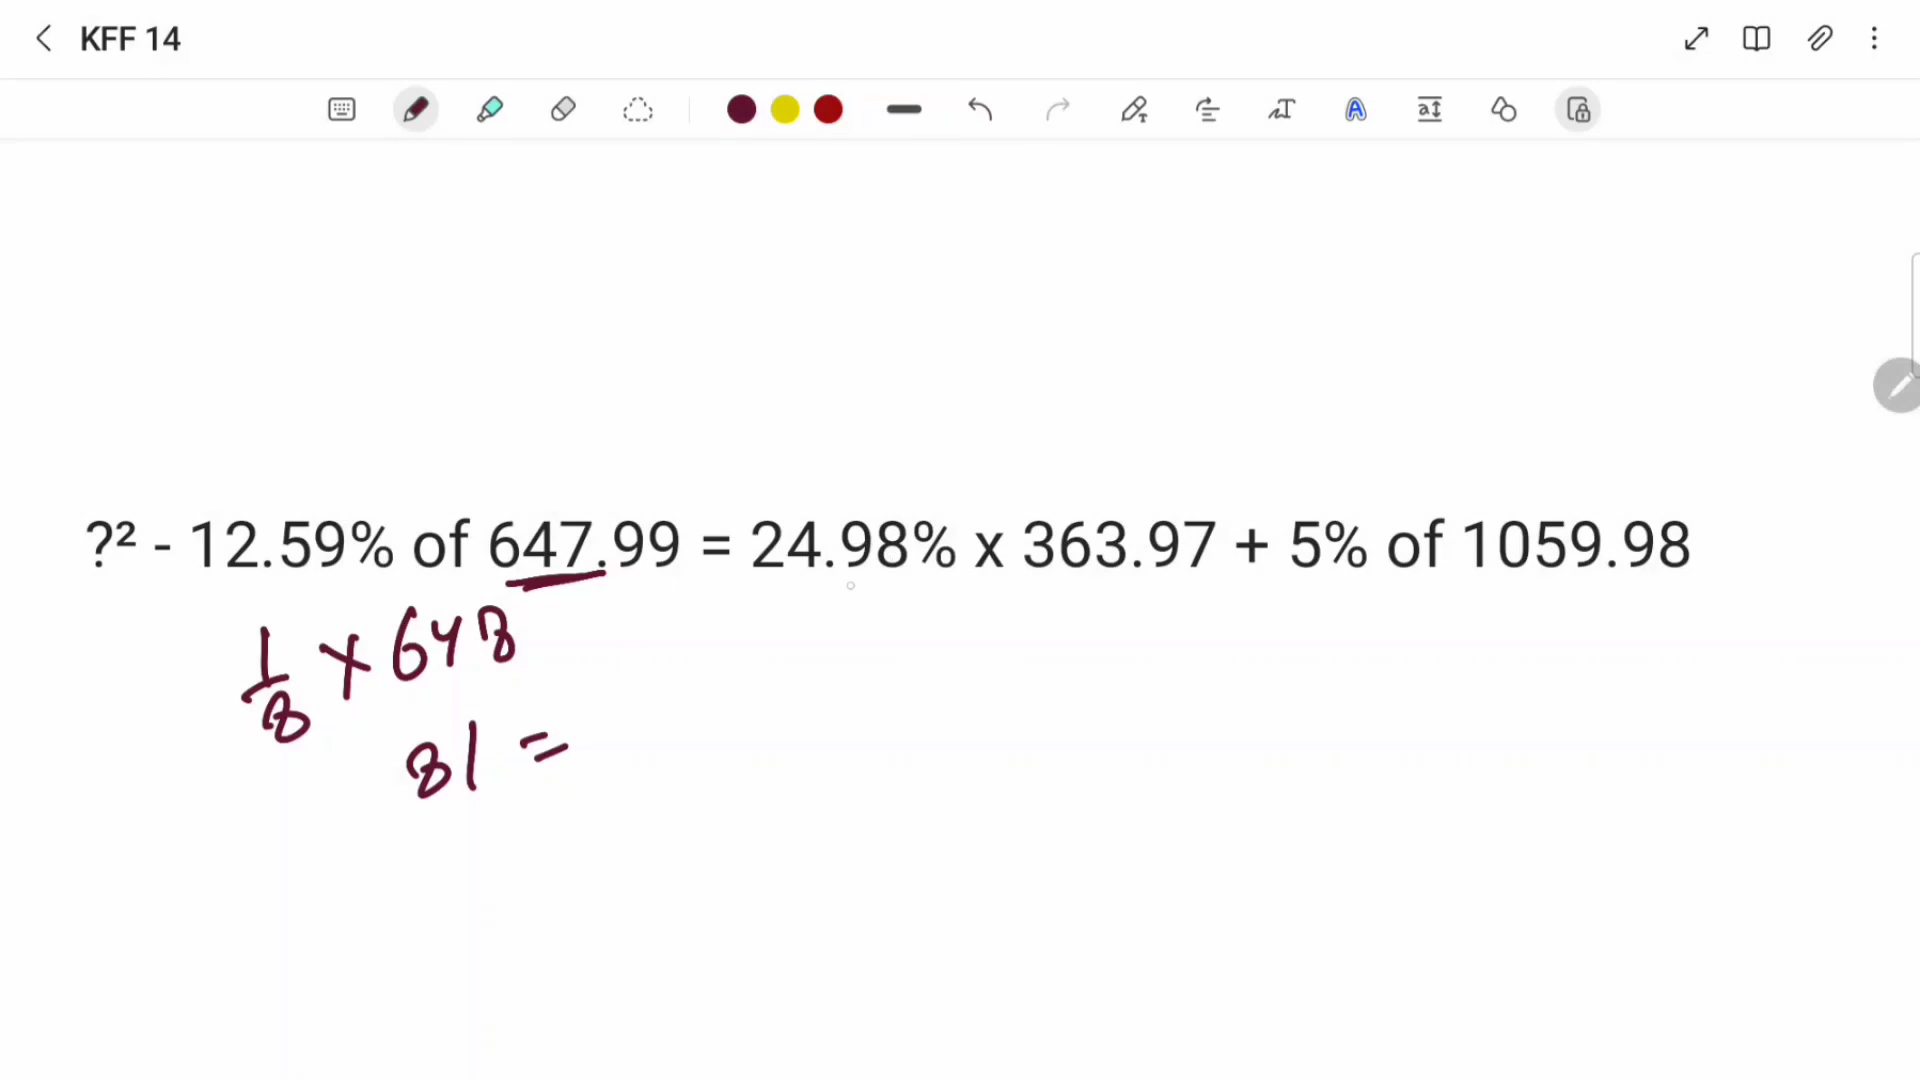 KFF 14
?² - 12.59% of 647.99 = 24.98% x 363.97 + 5% of 1059.98
1/8 x 648
81 =